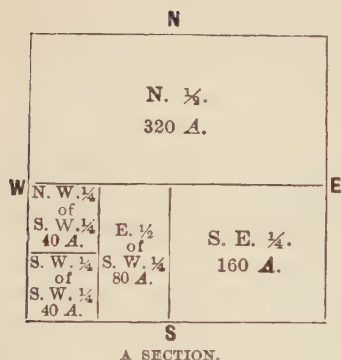 N
N. ½.
320 A.
W
E
N. W. ¼
of
S. W. ¼
40 A.
S. W. ¼
of
S. W. ¼
40 A.
E. ½
of
S. W. ¼
80 A.
S. E. ¼.
160 A.
S
A SECTION.